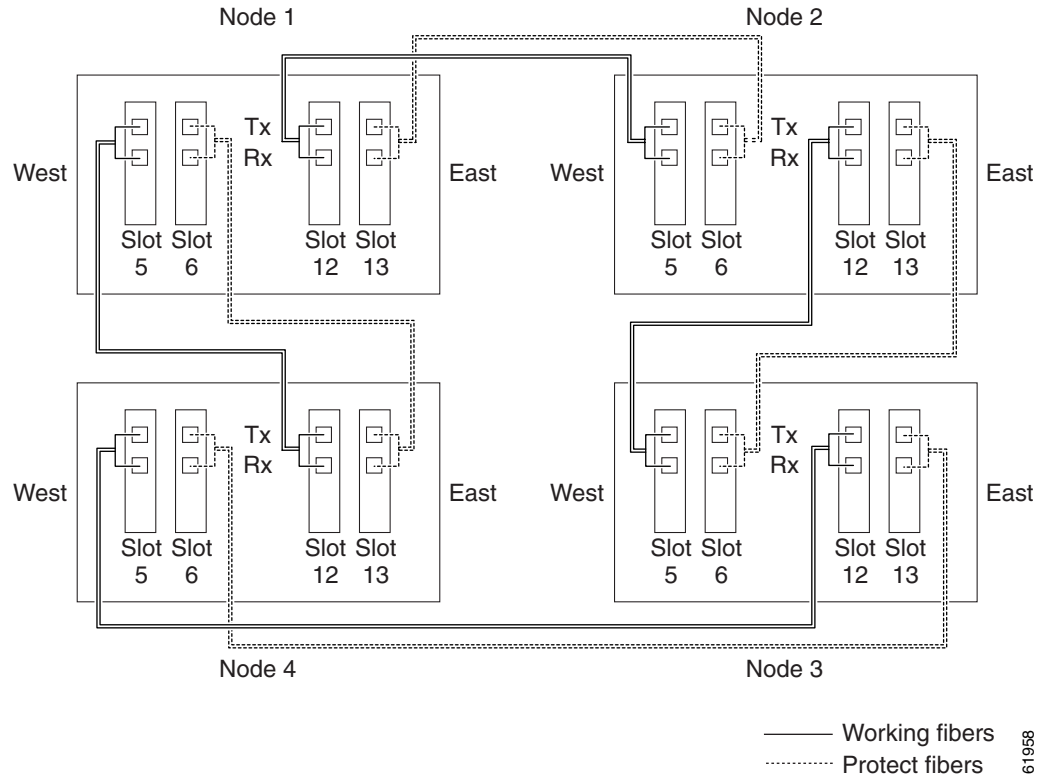 Node 1 Node 2
Tx Tx
Rx Rx
West East West East
Slot Slot Slot Slot Slot Slot Slot Slot
5 6 12 13 5 6 12 13
Tx Tx
Rx Rx
West East West East
Slot Slot Slot Slot Slot Slot Slot Slot
5 6 12 13 5 6 12 13
Node 4 Node 3
Working fibers
Protect fibers
61958